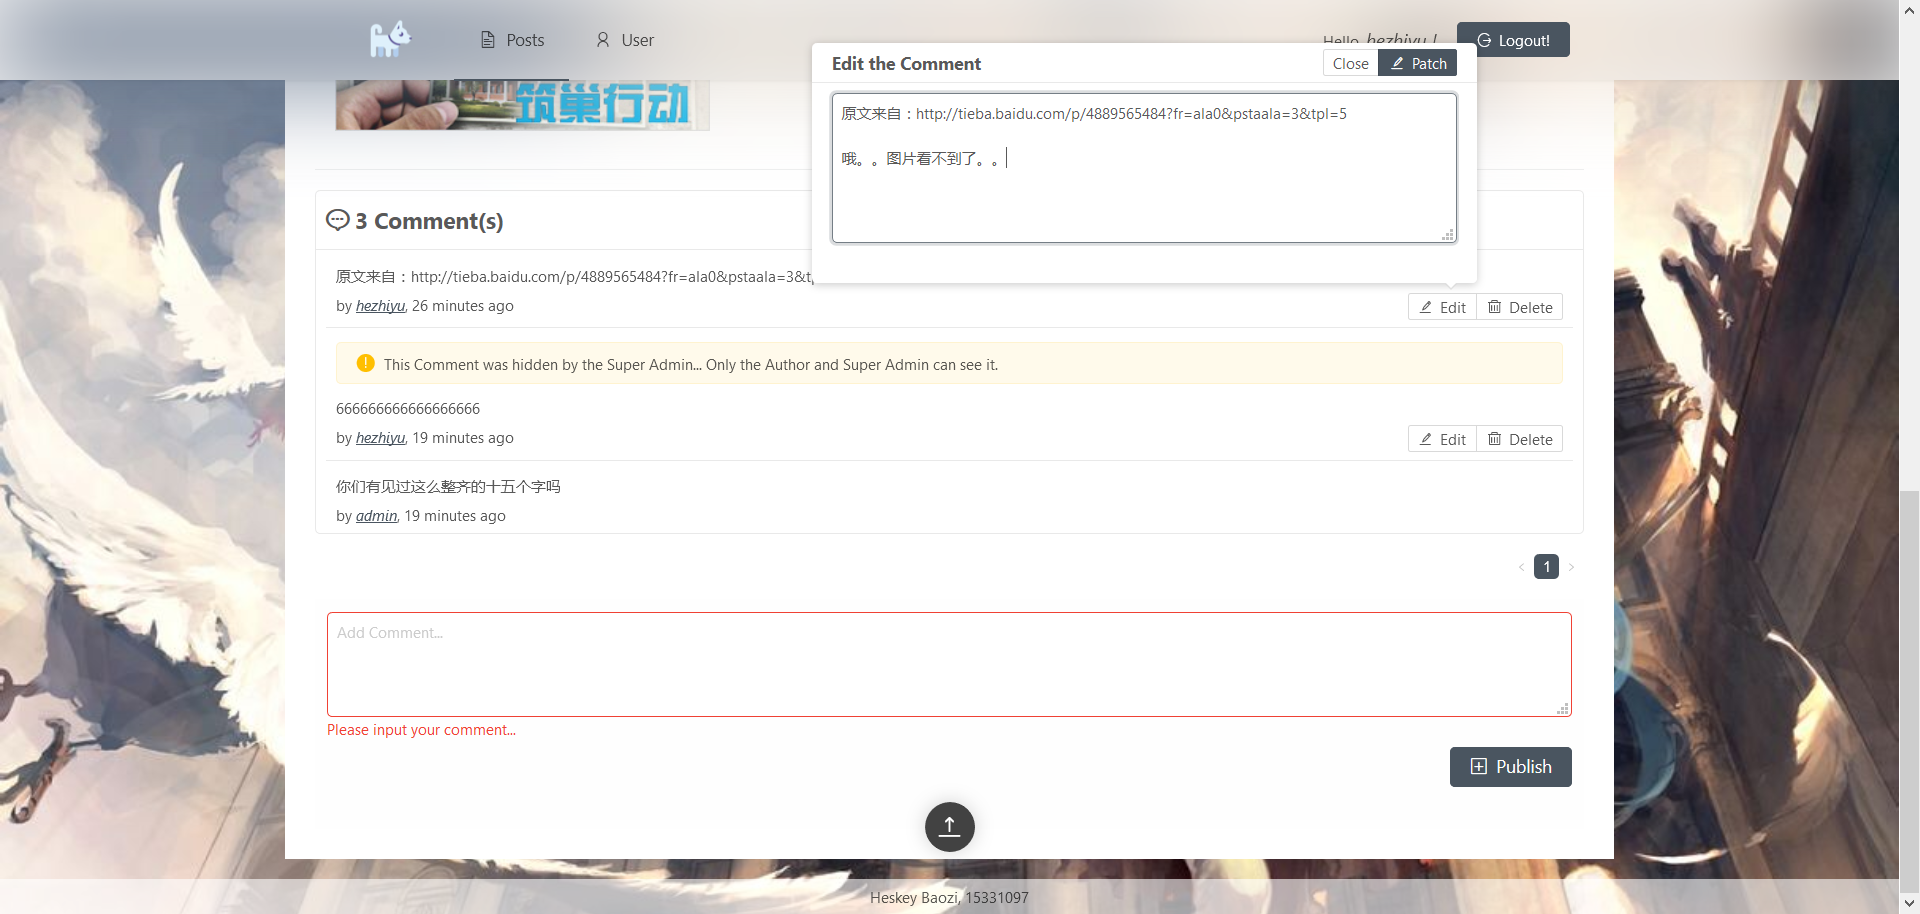 Posts
User
Hello, hezhiyu !
Logout!
筑巢行动
Edit the Comment
Close
Patch
原文来自：http://tieba.baidu.com/p/4889565484?fr=ala0&pstaala=3&tpl=5
哦。。图片看不到了。。
3 Comment(s)
原文来自：http://tieba.baidu.com/p/4889565484?fr=ala0&pstaala=3&t
by hezhiyu, 26 minutes ago
Edit
Delete
This Comment was hidden by the Super Admin... Only the Author and Super Admin can see it.
666666666666666666
by hezhiyu, 19 minutes ago
Edit
Delete
你们有见过这么整齐的十五个字吗
by admin, 19 minutes ago
1
Add Comment...
Please input your comment...
Publish
Heskey Baozi, 15331097